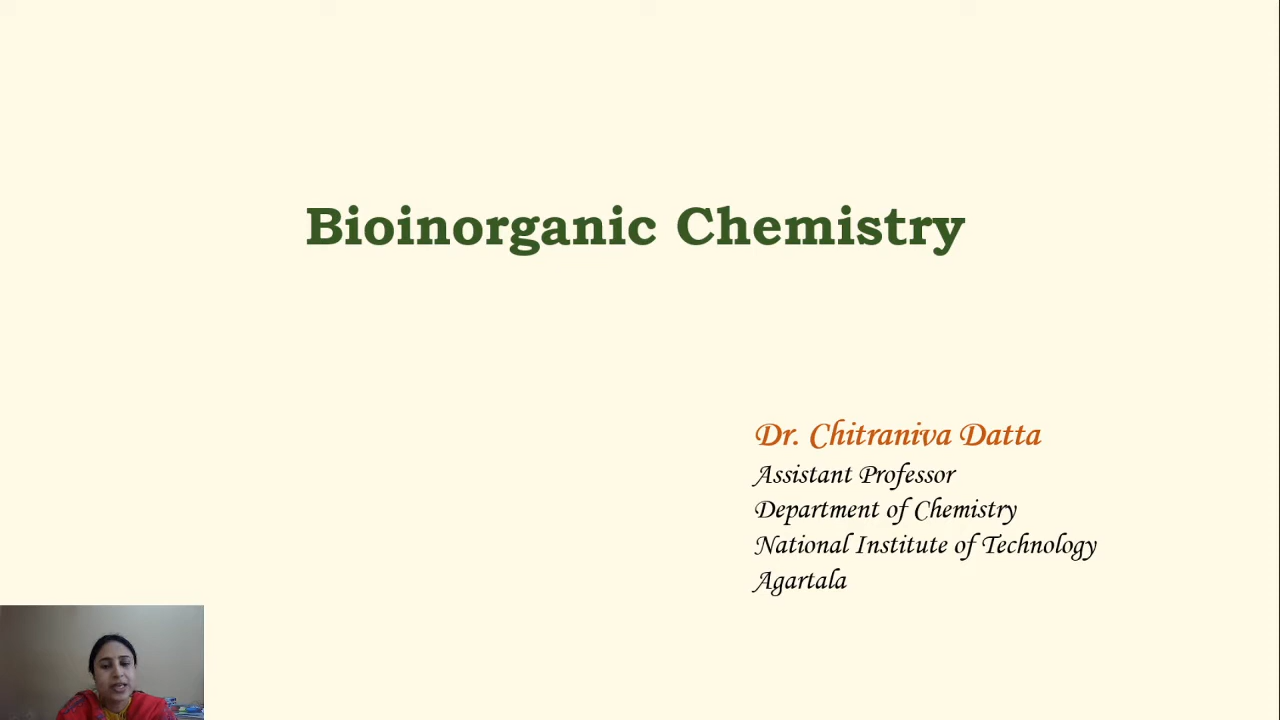 Bioinorganic Chemistry
Dr. Chitraniva Datta
Assistant Professor
Department of Chemistry
National Institute of Technology
Agartala